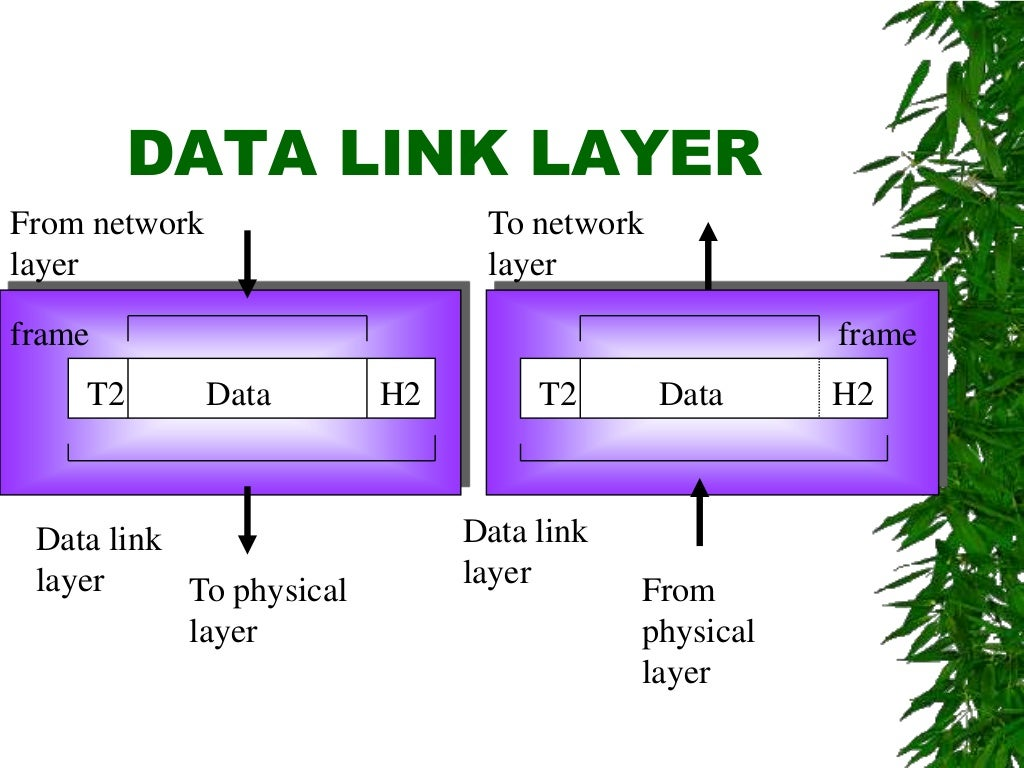 DATA LINK LAYER
From network
layer
To network
layer
frame
T2
Data
H2
frame
T2
Data
H2
Data link
layer
To physical
layer
Data link
layer
From
physical
layer